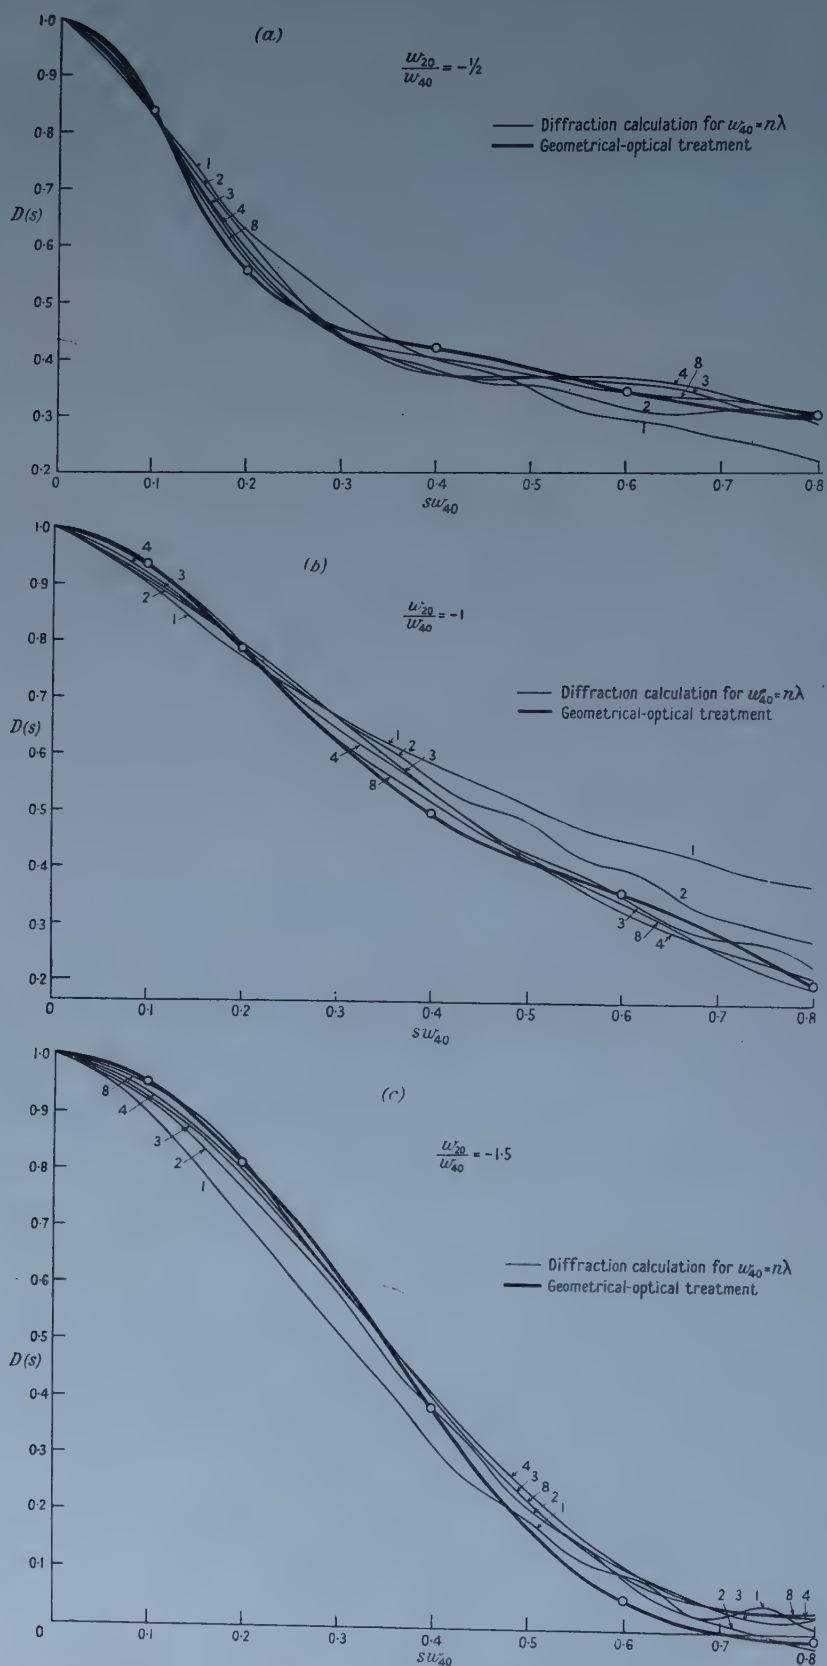 (a)
w₂₀/w₄₀ = -½
Diffraction calculation for w₄₀=nλ
Geometrical-optical treatment
1·0
0·9
0·8
0·7
D(s)
0·6
0·5
0·4
0·3
0·2
1
2
3
4
8
4
8
3
2
1
0 0·1 0·2 0·3 0·4 0·5 0·6 0·7 0·8
sw₄₀
(b)
w₂₀/w₄₀ = -1
Diffraction calculation for w₄₀=nλ
Geometrical-optical treatment
1·0
0·9
0·8
0·7
D(s)
0·6
0·5
0·4
0·3
0·2
4
3
2
1
1
2
3
4
8
1
2
3
8
4
0 0·1 0·2 0·3 0·4 0·5 0·6 0·7 0·8
sw₄₀
(c)
w₂₀/w₄₀ = -1·5
Diffraction calculation for w₄₀=nλ
Geometrical-optical treatment
1·0
0·9
0·8
0·7
0·6
0·5
D(s)
0·4
0·3
0·2
0·1
0
8
4
3
2
1
4
3
8
2
1
2 3 1 8 4
0·1 0·2 0·3 0·4 0·5 0·6 0·7 0·8
sw₄₀